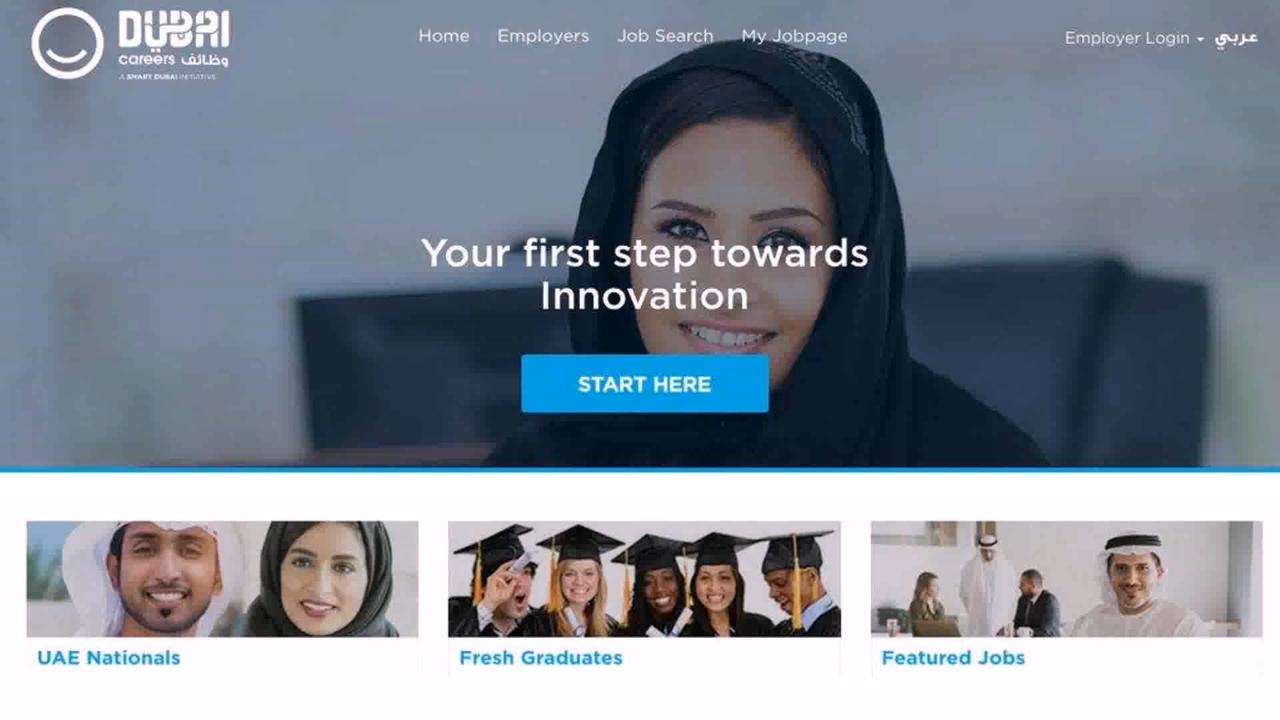 DUBAI
careers وظائف
A SMART DUBAI INITIATIVE
Home Employers Job Search My Jobpage
Employer Login عربي
Your first step towards
Innovation
START HERE
UAE Nationals
Fresh Graduates
Featured Jobs